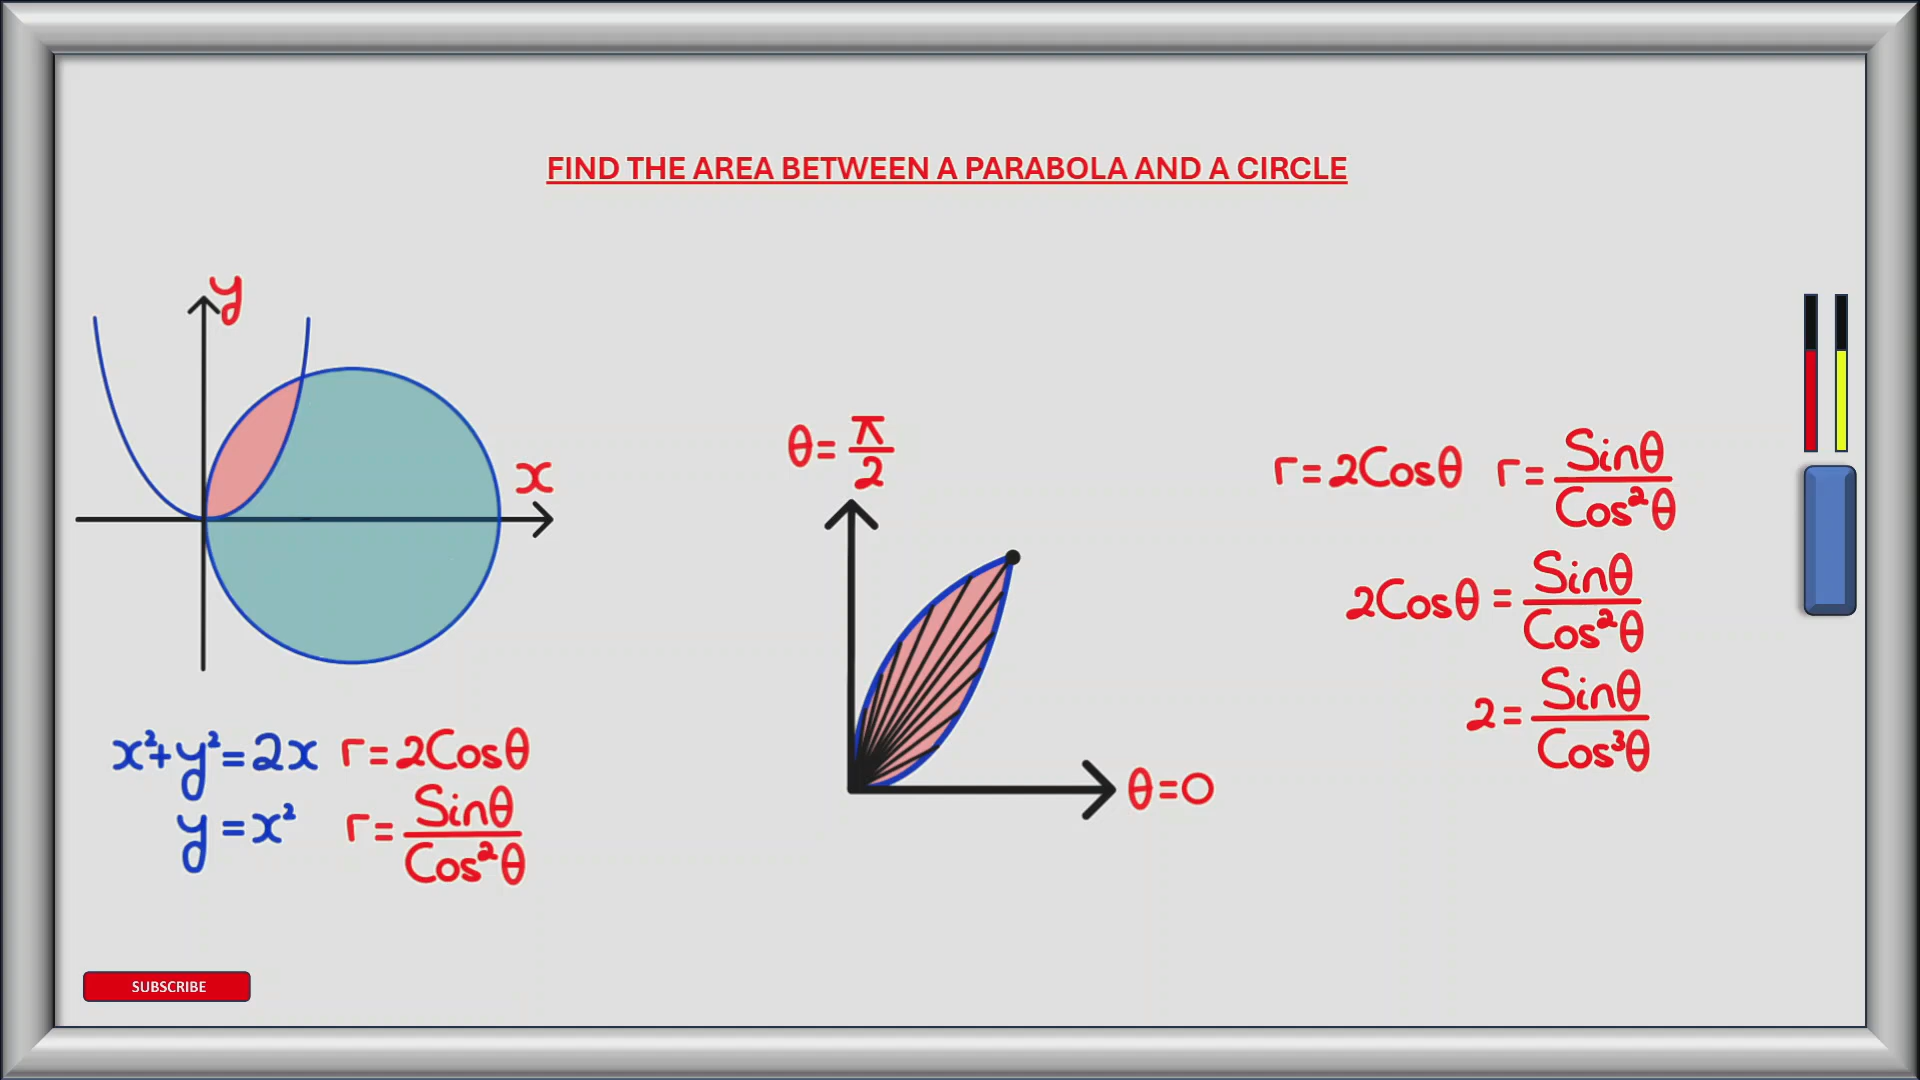 FIND THE AREA BETWEEN A PARABOLA AND A CIRCLE
y
x
x²+y²=2x r=2Cosθ
y=x² r=Sinθ/Cos²θ
θ=π/2
θ=0
r=2Cosθ r=Sinθ/Cos²θ
2Cosθ=Sinθ/Cos²θ
2=Sinθ/Cos³θ
SUBSCRIBE